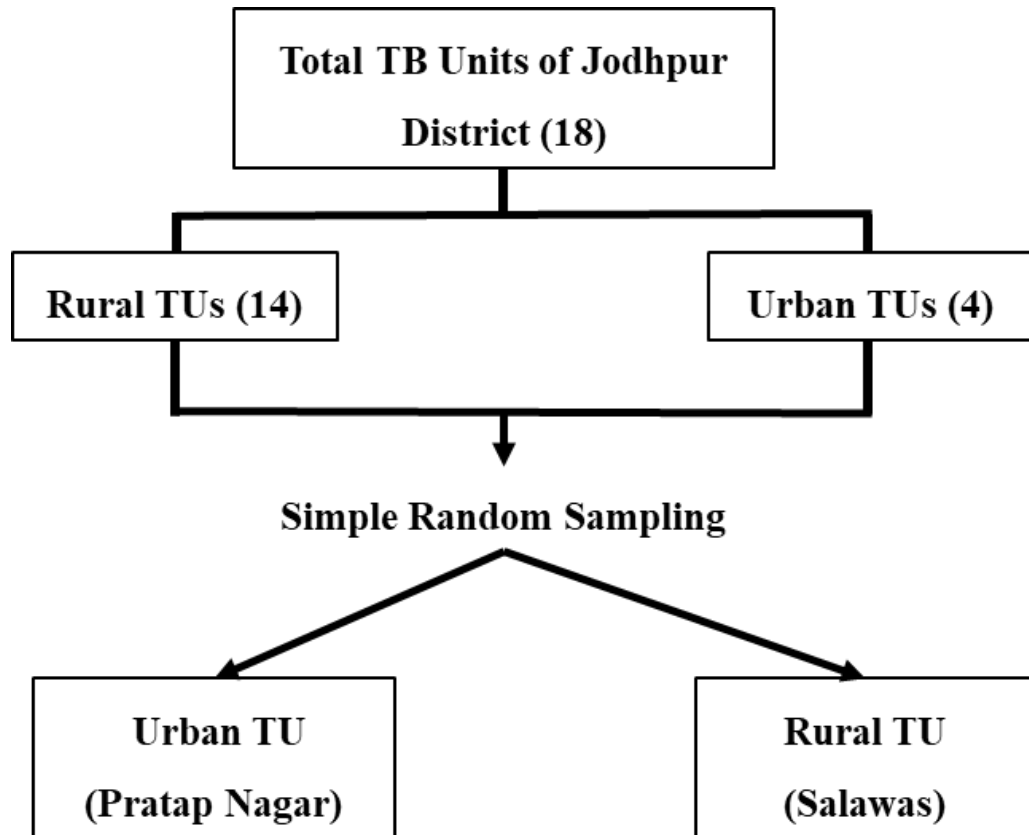 Total TB Units of Jodhpur
District (18)
Rural TUs (14)
Urban TUs (4)
Simple Random Sampling
Urban TU
(Pratap Nagar)
Rural TU
(Salawas)